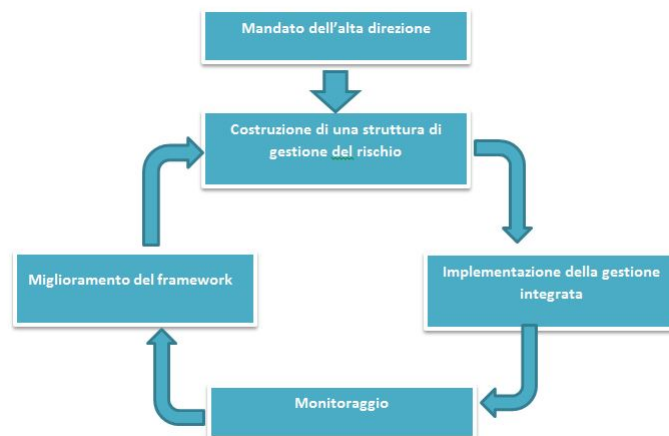 Mandato dell'alta direzione
Costruzione di una struttura di
gestione del rischio
Implementazione della gestione
integrata
Monitoraggio
Miglioramento del framework